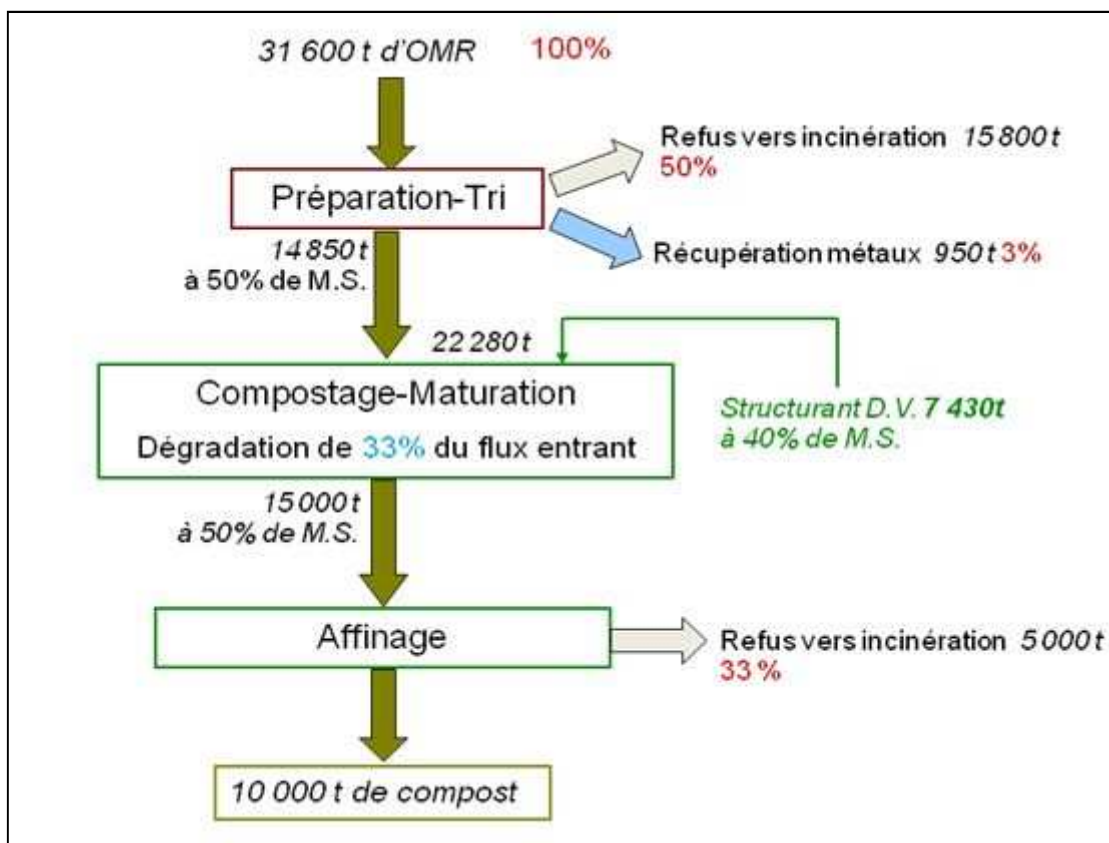 31 600 t d'OMR 100%
Refus vers incinération 15 800 t
50%
Préparation-Tri
Récupération métaux 950 t 3%
14 850 t
à 50% de M.S.
22 280 t
Compostage-Maturation
Dégradation de 33% du flux entrant
Structurant D.V. 7 430t
à 40% de M.S.
15 000 t
à 50% de M.S.
Affinage
Refus vers incinération 5 000 t
33 %
10 000 t de compost